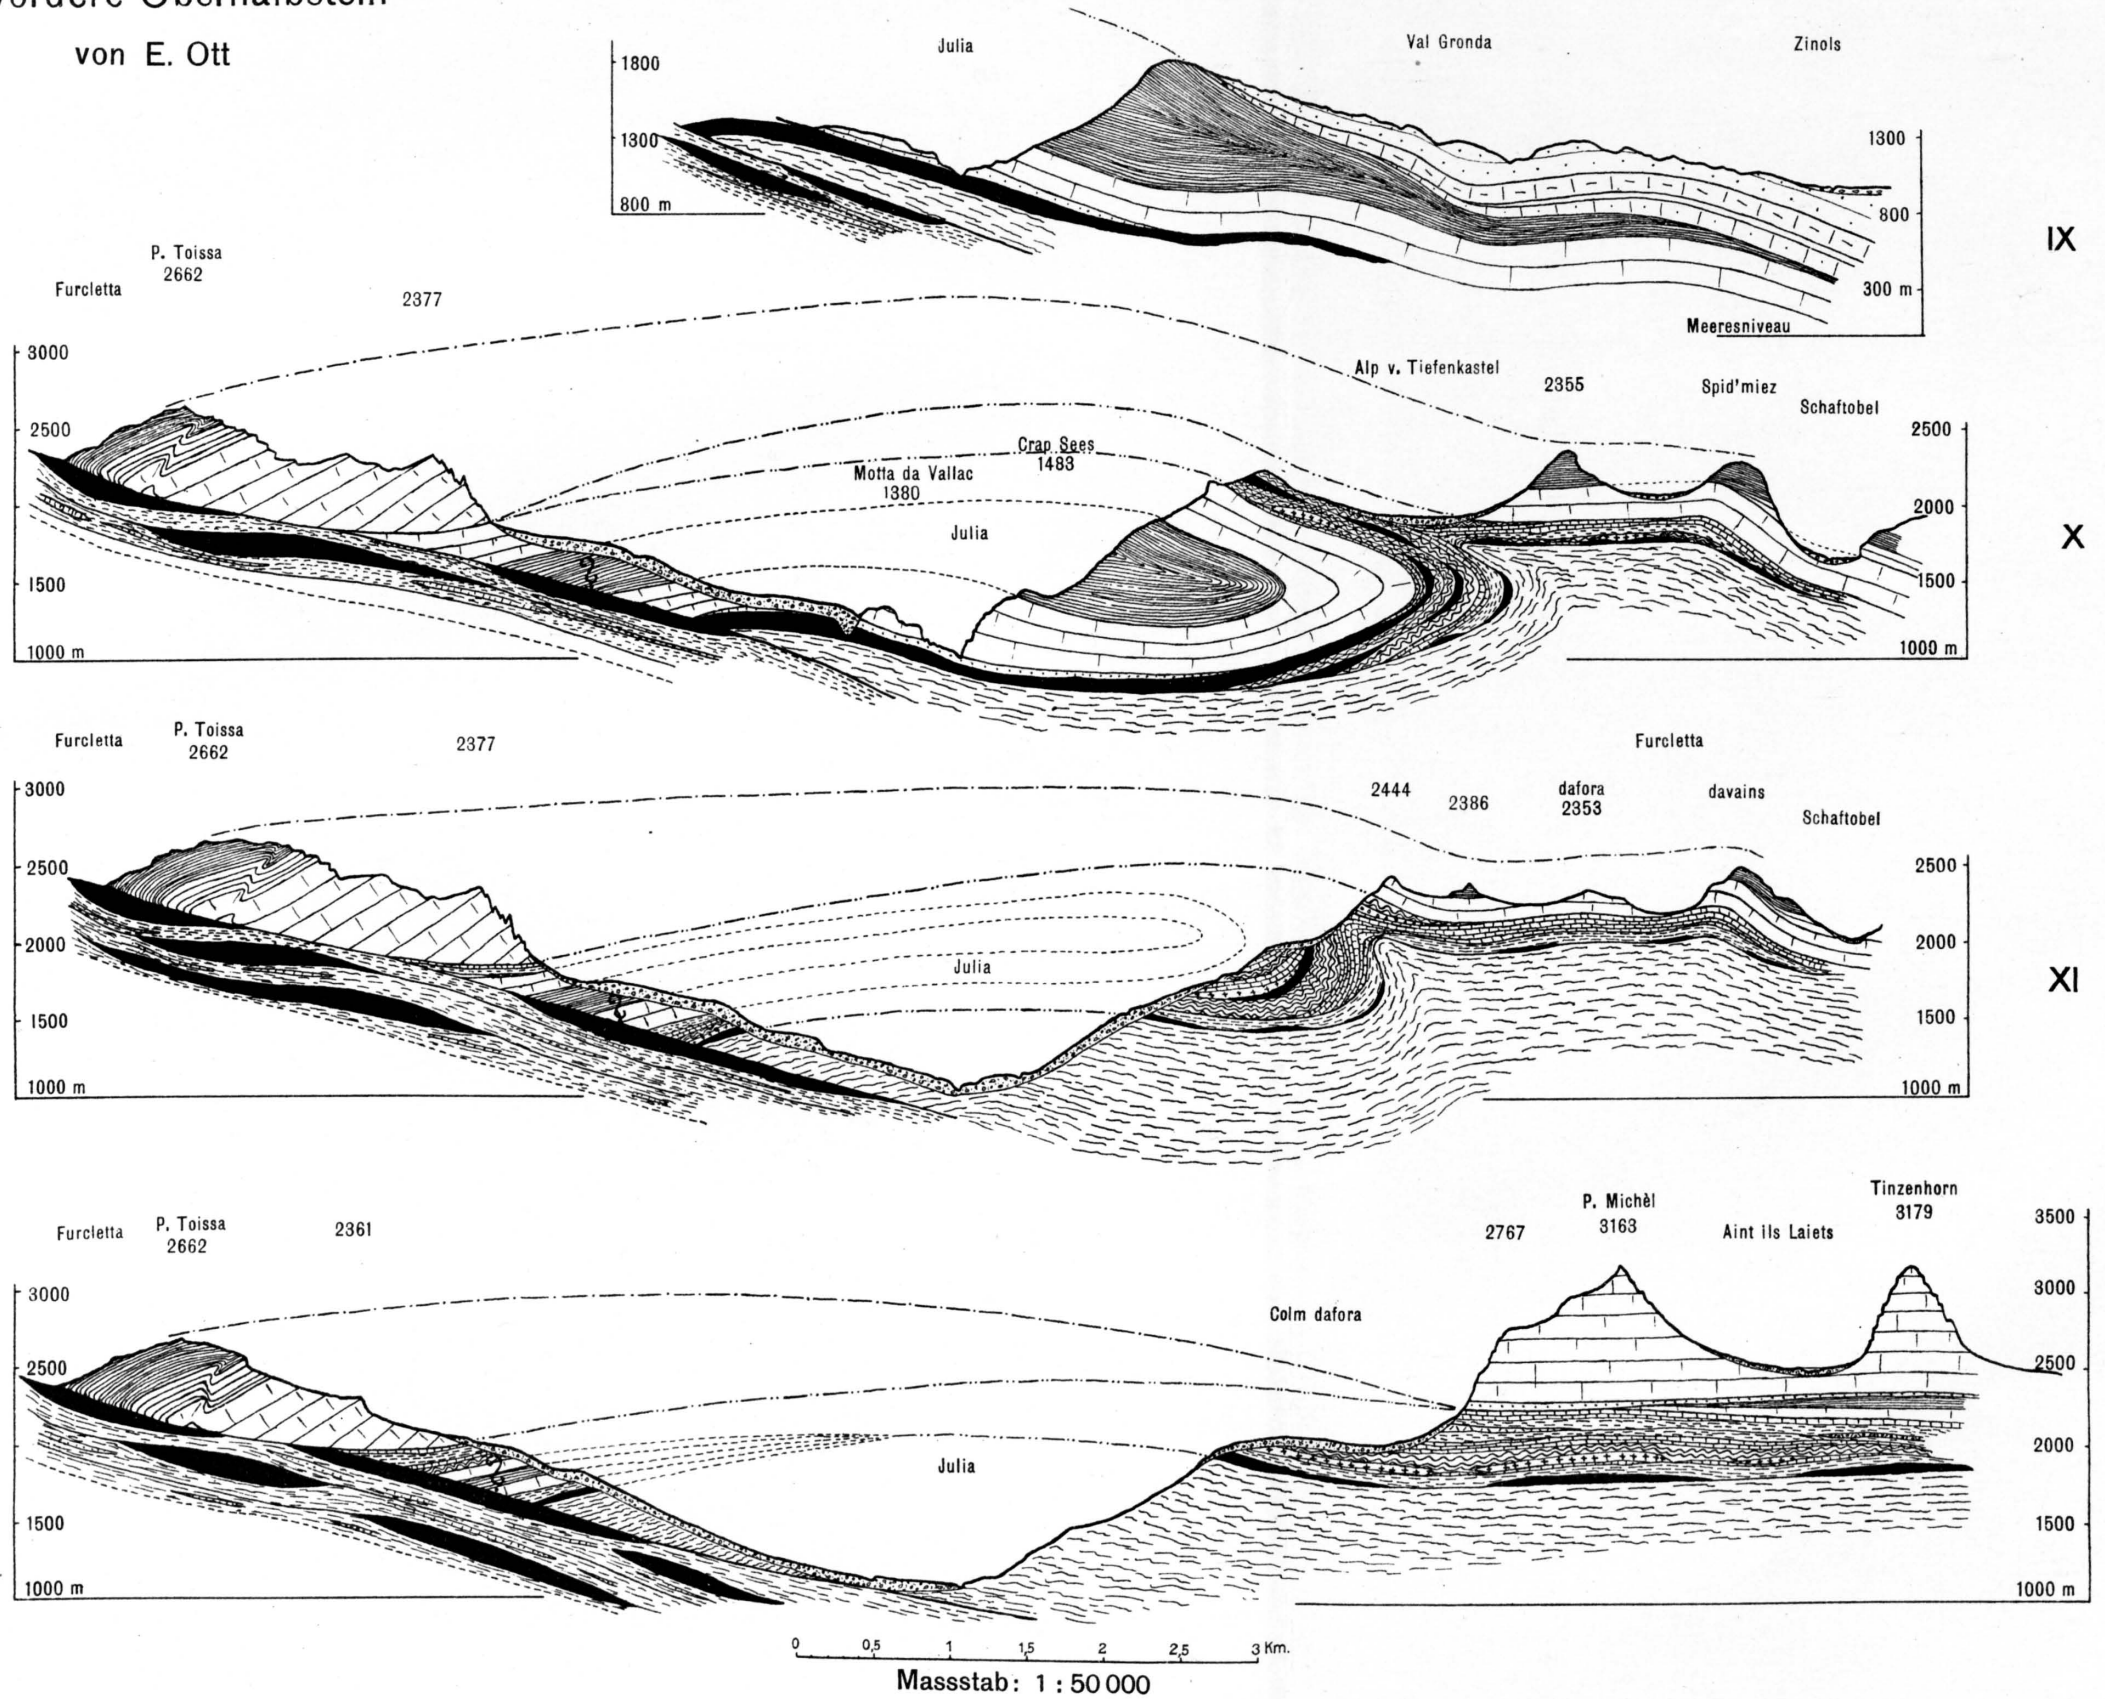 von E. Ott
Julia
Val Gronda
Zinols
1800
1300
800 m
1300
800
300 m
Meeresniveau
IX
P. Toissa
2662
Furcletta
2377
Alp v. Tiefenkastel
2355
Spid'miez
Schaftobel
Crap Sees
1483
Motta da Vallac
1380
Julia
3000
2500
1500
1000 m
2500
2000
1500
1000 m
X
Furcletta
P. Toissa
2662
2377
Furcletta
2444
2386
dafora
2353
davains
Schaftobel
Julia
3000
2500
2000
1500
1000 m
2500
2000
1500
1000 m
XI
Furcletta
P. Toissa
2662
2361
Colm dafora
2767
P. Michèl
3163
Aint ils Laiets
Tinzenhorn
3179
Julia
3000
2500
1500
1000 m
3500
3000
2500
2000
1500
1000 m
0 0,5 1 1,5 2 2,5 3 Km.
Massstab: 1 : 50 000